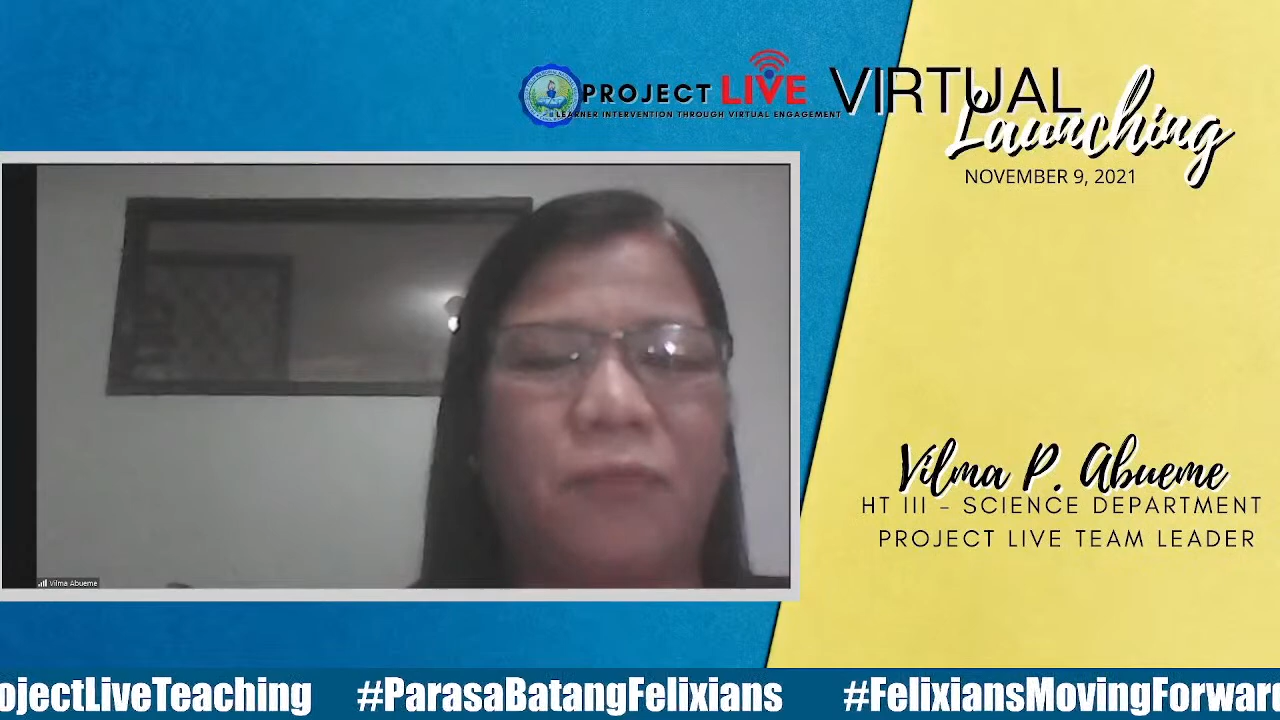 PROJECT LIVE
LEARNER INTERVENTION THROUGH VIRTUAL ENGAGEMENT
VIRTUAL
Launching
NOVEMBER 9, 2021
Vilma P. Abueme
HT III - SCIENCE DEPARTMENT
PROJECT LIVE TEAM LEADER
Vilma Abueme
ojectLiveTeaching #ParasaBatangFelixians #FelixiansMovingForward